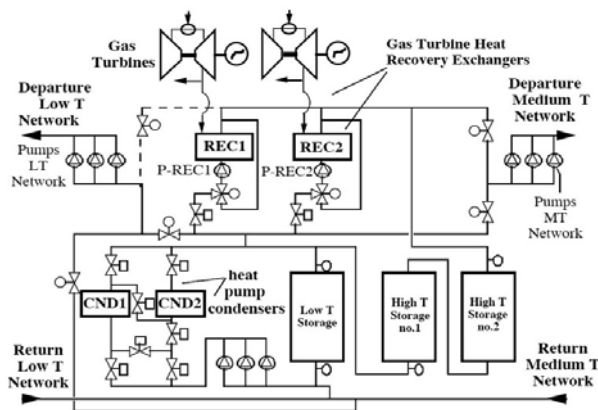 Gas
Turbines
Gas Turbine Heat
Recovery Exchangers
Departure
Low T
Network
Departure
Medium T
Network
Pumps
LT
Network
REC1
REC2
P-REC1
P-REC2
Pumps
MT
Network
CND1
CND2
heat
pump
condensers
Low T
Storage
High T
Storage
no.1
High T
Storage
no.2
Return
Low T
Network
Return
Medium T
Network